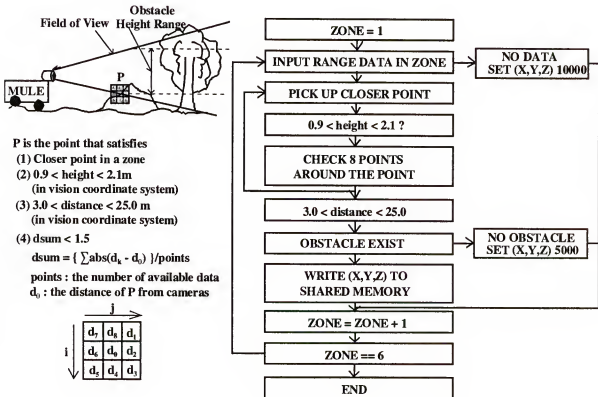 Obstacle
Height Range
Field of View
P
MULE
P is the point that satisfies
(1) Closer point in a zone
(2) 0.9 < height < 2.1m
(in vision coordinate system)
(3) 3.0 < distance < 25.0 m
(in vision coordinate system)
(4) dsum < 1.5
dsum = { ∑abs(dₖ - d₀) }/points
points : the number of available data
d₀ : the distance of P from cameras
j
i
d₇ d₈ d₁
d₆ d₀ d₂
d₅ d₄ d₃
ZONE = 1
INPUT RANGE DATA IN ZONE
NO DATA
SET (X,Y,Z) 10000
PICK UP CLOSER POINT
0.9 < height < 2.1 ?
CHECK 8 POINTS
AROUND THE POINT
3.0 < distance < 25.0
OBSTACLE EXIST
NO OBSTACLE
SET (X,Y,Z) 5000
WRITE (X,Y,Z) TO
SHARED MEMORY
ZONE = ZONE + 1
ZONE == 6
END